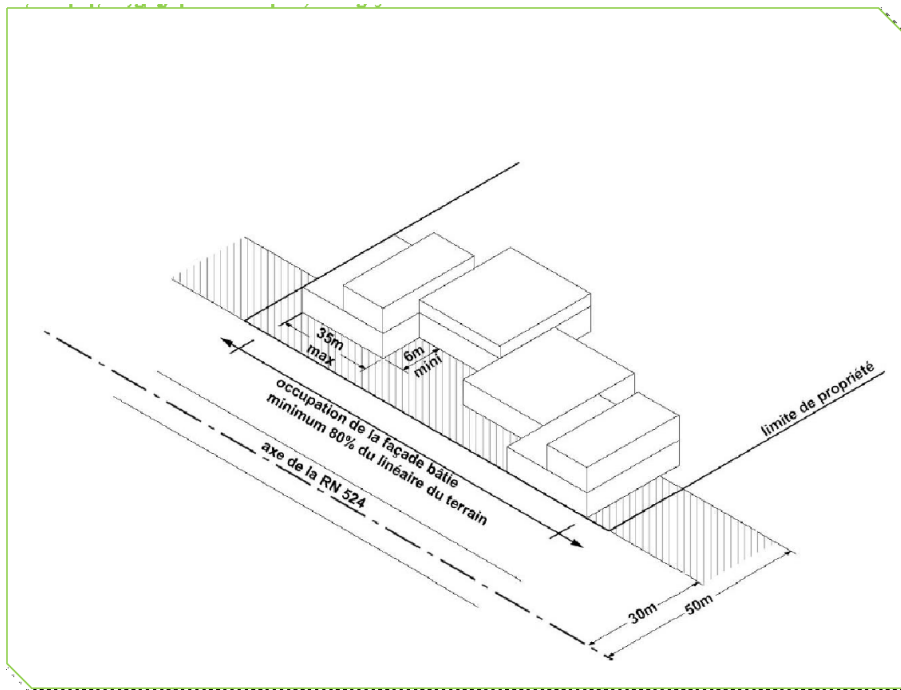 35m
max
6m
mini
occupation de la façade bâtie
minimum 80% du linéaire du terrain
limite de propriété
axe de la RN 524
30m
50m